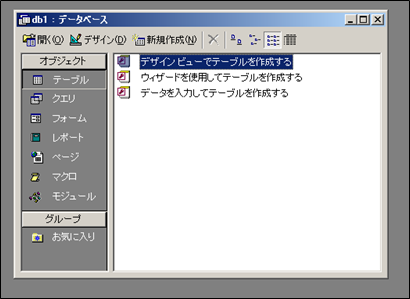 db1 : データベース
開く(O) デザイン(D) 新規作成(N)
オブジェクト
テーブル
クエリ
フォーム
レポート
ページ
マクロ
モジュール
グループ
お気に入り
デザイン ビューでテーブルを作成する
ウィザードを使用してテーブルを作成する
データを入力してテーブルを作成する